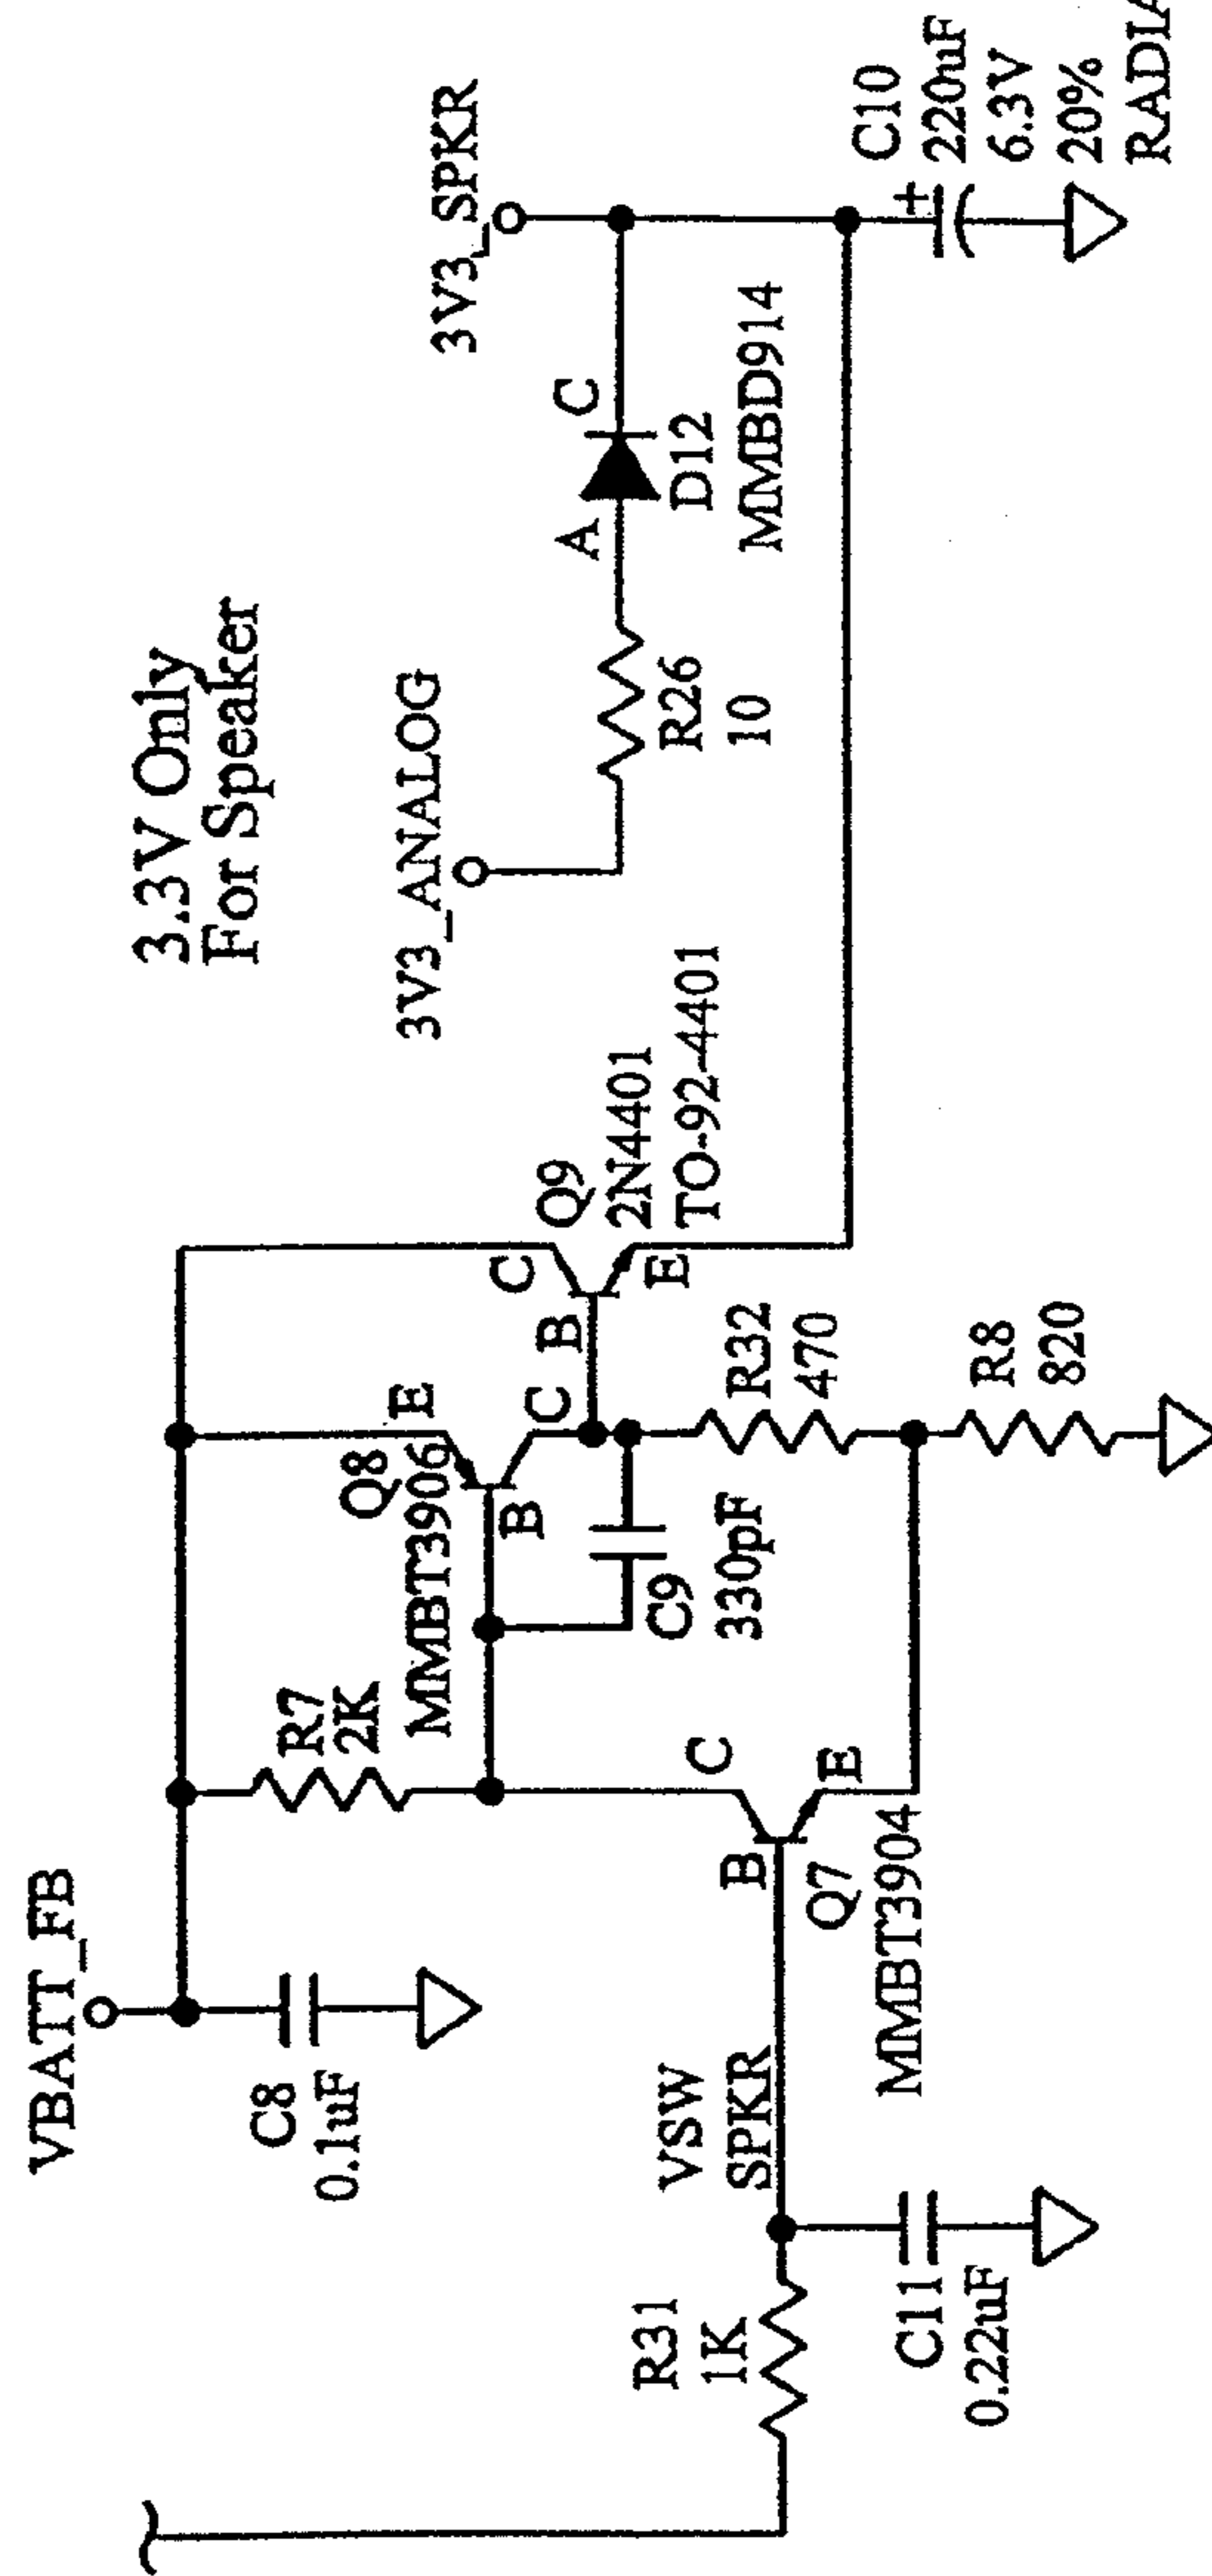 3.3V Only
For Speaker
VBATT_FB
C8
0.1uF
R7
2K
Q8
MMBT3906
E
B
C
C9
330pF
Q9
2N4401
TO-92-4401
C
B
E
3V3_ANALOG
R26
10
A
C
D12
MMBD914
3V3_SPKR
C10
220uF
6.3V
20%
+
R31
1K
VSW
SPKR
C11
0.22uF
B
C
E
Q7
MMBT3904
R32
470
R8
820